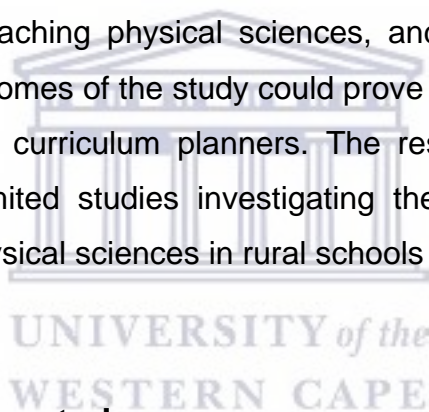 eaching physical sciences, and
omes of the study could prove
curriculum planners. The res
nited studies investigating the
ysical sciences in rural schools
UNIVERSITY of the
WESTERN CAPE